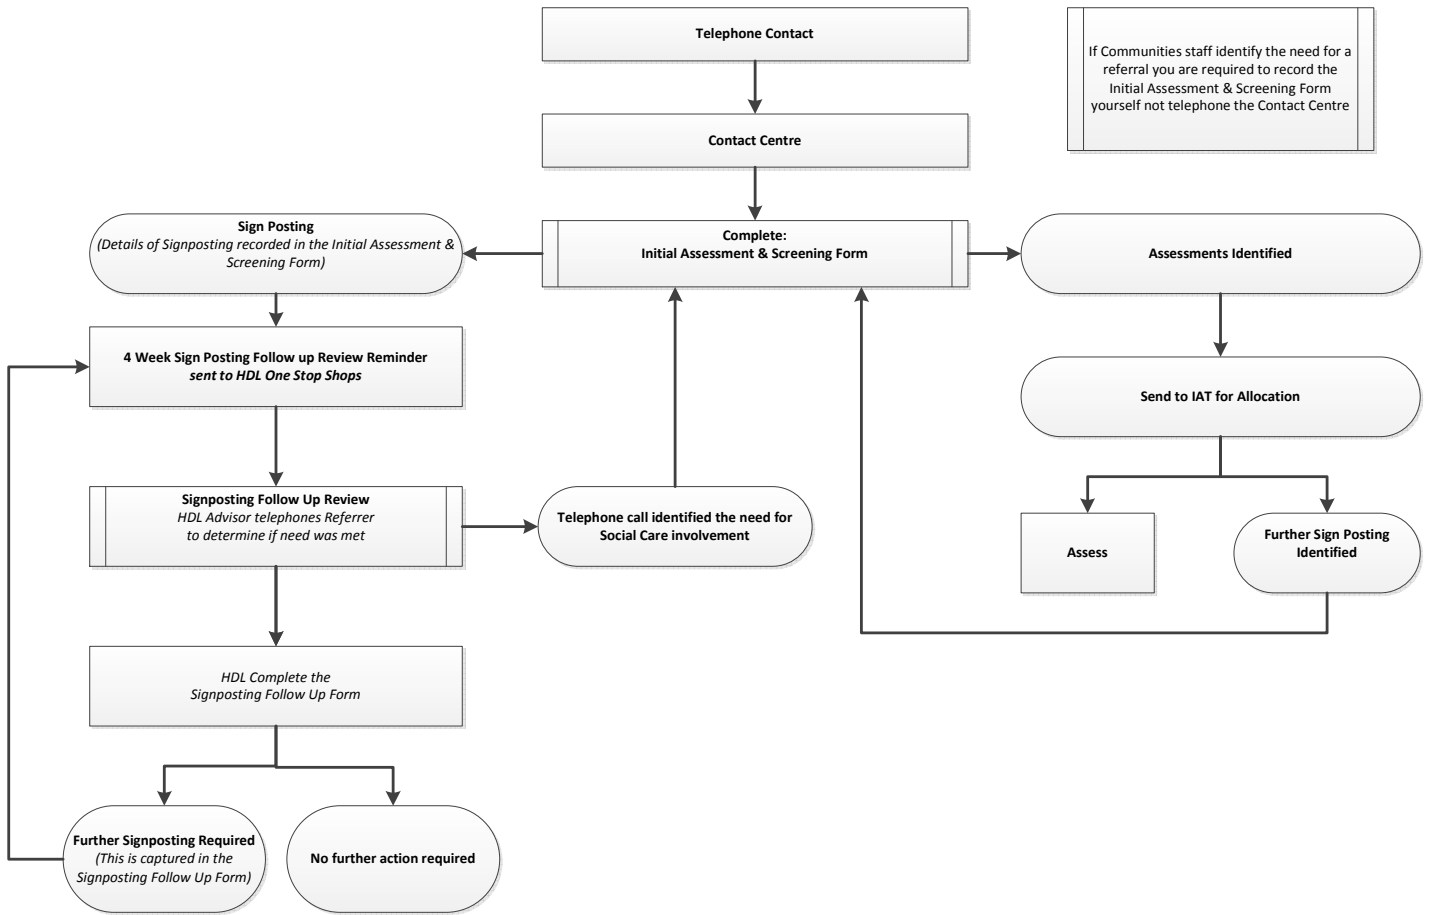 Telephone Contact
If Communities staff identify the need for a
referral you are required to record the
Initial Assessment & Screening Form
yourself not telephone the Contact Centre
Contact Centre
Sign Posting
(Details of Signposting recorded in the Initial Assessment &
Screening Form)
Complete:
Initial Assessment & Screening Form
Assessments Identified
4 Week Sign Posting Follow up Review Reminder
sent to HDL One Stop Shops
Send to IAT for Allocation
Signposting Follow Up Review
HDL Advisor telephones Referrer
to determine if need was met
Telephone call identified the need for
Social Care involvement
Assess
Further Sign Posting
Identified
HDL Complete the
Signposting Follow Up Form
Further Signposting Required
(This is captured in the
Signposting Follow Up Form)
No further action required